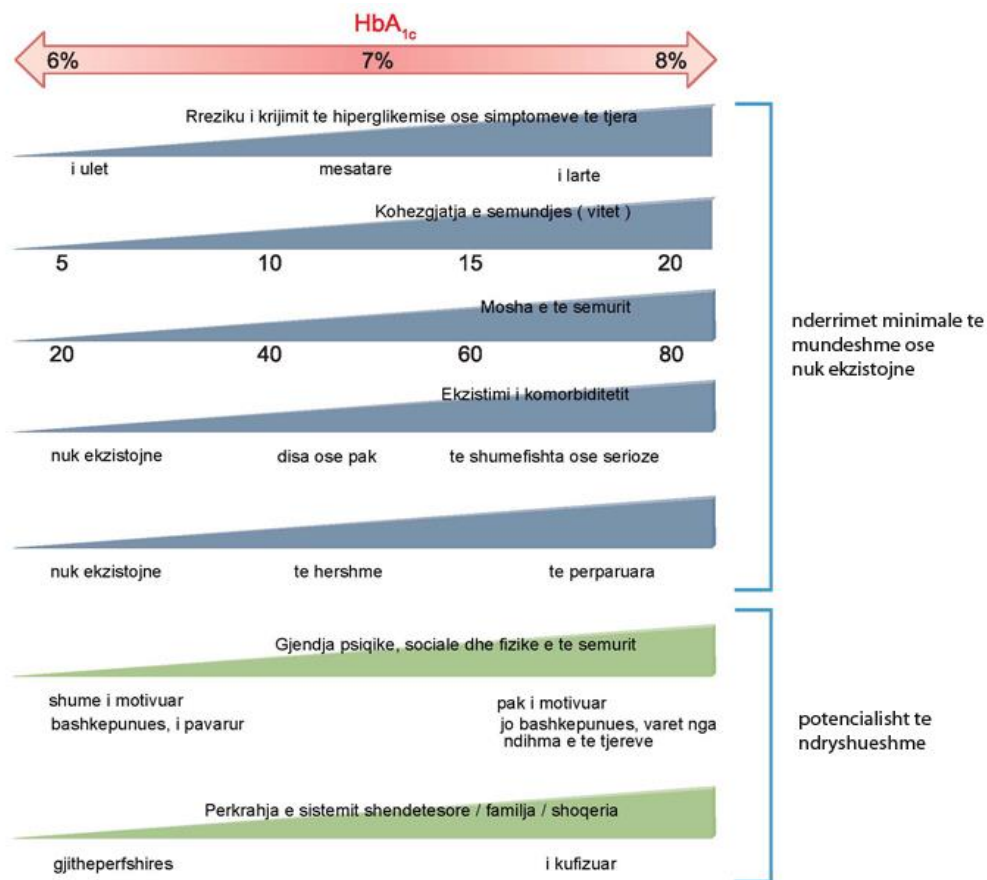 HbA1c
6% 7% 8%
Rreziku i krijimit te hiperglikemise ose simptomeve te tjera
i ulet mesatare i larte
Kohezgjatja e semundjes ( vitet )
5 10 15 20
Mosha e te semurit
20 40 60 80
Ekzistimi i komorbiditetit
nuk ekzistojne disa ose pak te shumefishta ose serioze
nuk ekzistojne te hershme te perparuara
nderrimet minimale te
mundeshme ose
nuk ekzistojne
Gjendja psiqike, sociale dhe fizike e te semurit
shume i motivuar
bashkepunues, i pavarur
pak i motivuar
jo bashkepunues, varet nga
ndihma e te tjereve
Perkrahja e sistemit shendetesore / familja / shoqeria
gjitheperfshires i kufizuar
potencialisht te
ndryshueshme